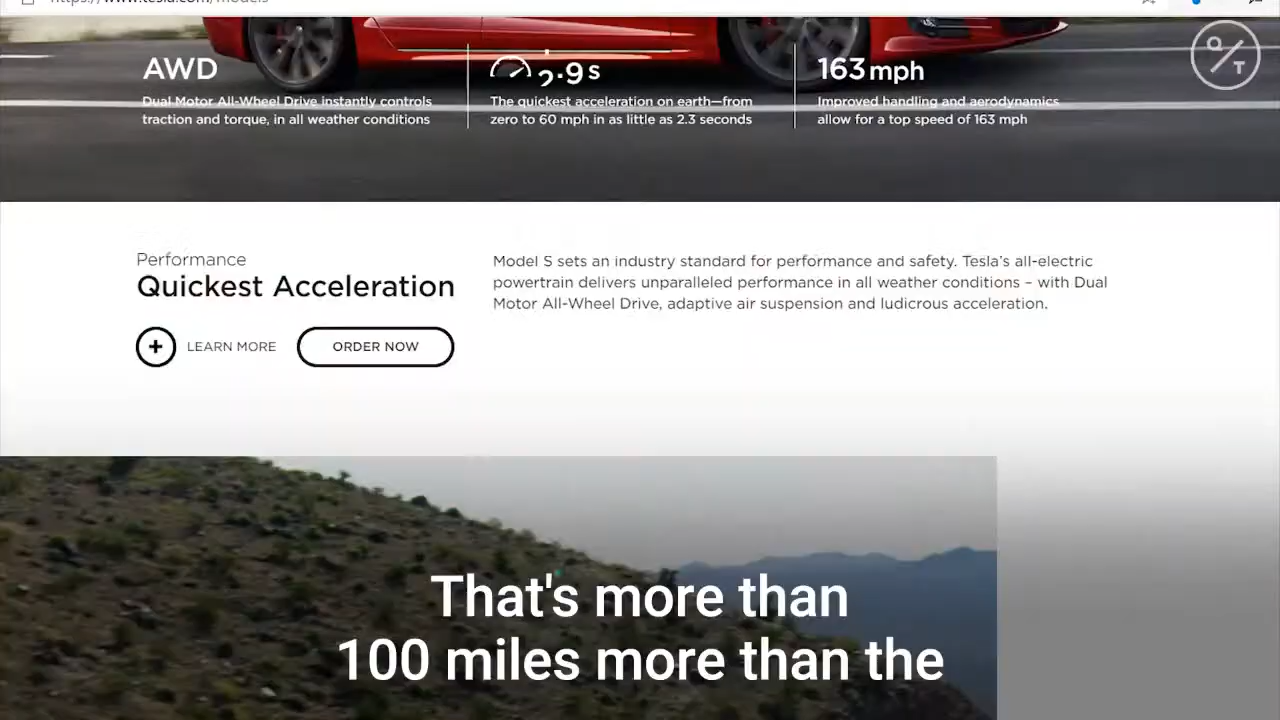 AWD
2.9s
163 mph
Dual Motor All-Wheel Drive instantly controls
traction and torque, in all weather conditions
The quickest acceleration on earth—from
zero to 60 mph in as little as 2.3 seconds
Improved handling and aerodynamics
allow for a top speed of 163 mph
Performance
Quickest Acceleration
Model S sets an industry standard for performance and safety. Tesla's all-electric
powertrain delivers unparalleled performance in all weather conditions – with Dual
Motor All-Wheel Drive, adaptive air suspension and ludicrous acceleration.
+ LEARN MORE
ORDER NOW
That's more than
100 miles more than the